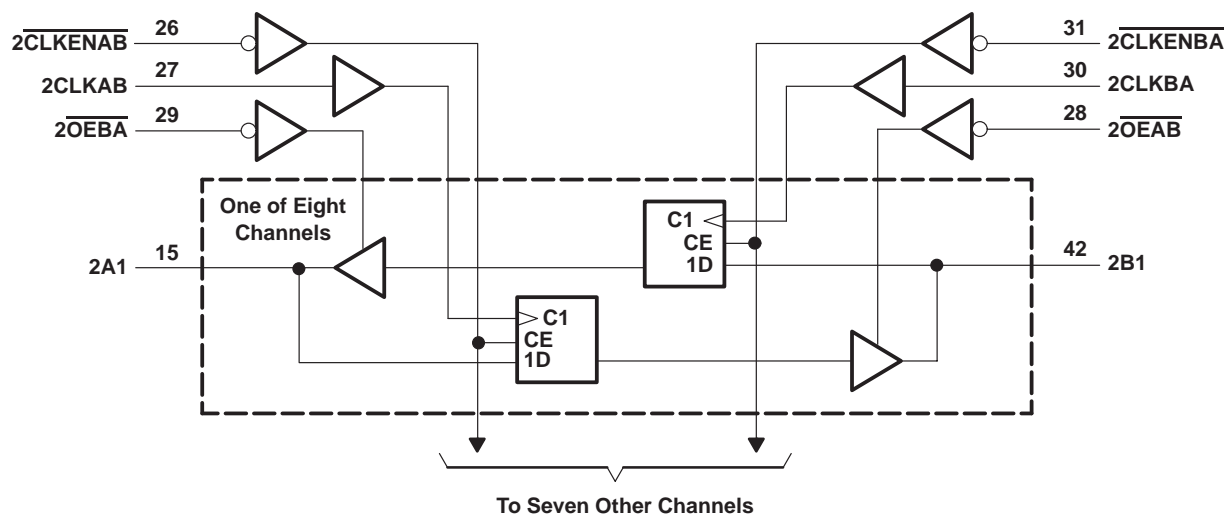 2CLKENAB 26
2CLKAB 27
2OEBA 29
31 2CLKENBA
30 2CLKBA
28 2OEAB
One of Eight
Channels
2A1 15
C1
CE
1D
42 2B1
C1
CE
1D
To Seven Other Channels